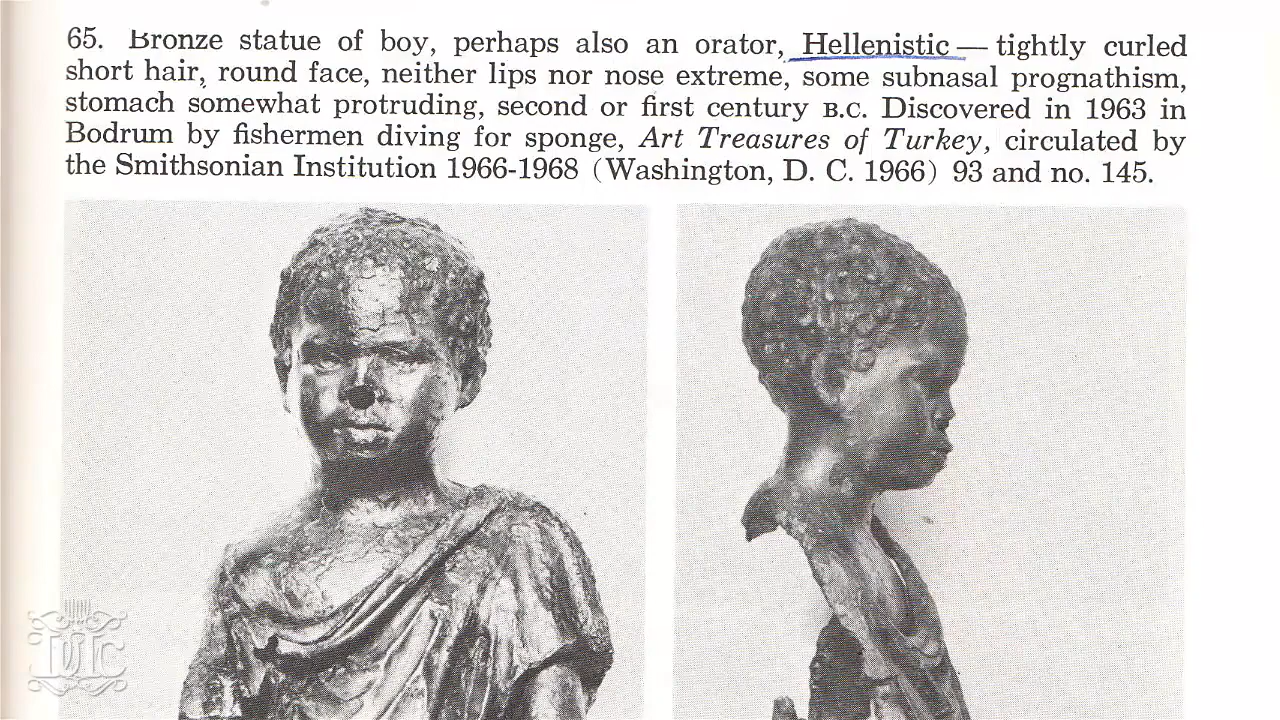 65. Bronze statue of boy, perhaps also an orator, Hellenistic — tightly curled
short hair, round face, neither lips nor nose extreme, some subnasal prognathism,
stomach somewhat protruding, second or first century B.C. Discovered in 1963 in
Bodrum by fishermen diving for sponge, Art Treasures of Turkey, circulated by
the Smithsonian Institution 1966-1968 (Washington, D. C. 1966) 93 and no. 145.